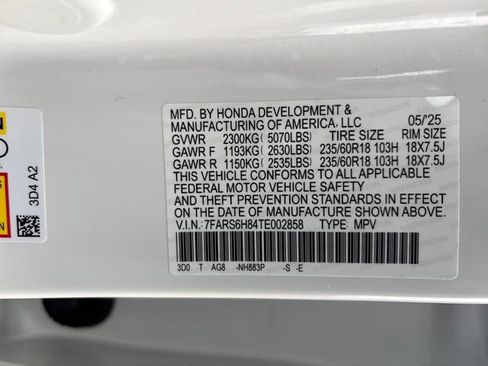 MFD. BY HONDA DEVELOPMENT &
MANUFACTURING OF AMERICA, LLC 05/'25
GVWR 2300KG ( 5070LBS) TIRE SIZE RIM SIZE
GAWR F 1193KG ( 2630LBS) 235/60R18 103H 18X7.5J
GAWR R 1150KG ( 2535LBS) 235/60R18 103H 18X7.5J
THIS VEHICLE CONFORMS TO ALL APPLICABLE
FEDERAL MOTOR VEHICLE SAFETY
AND THEFT PREVENTION STANDARDS IN EFFECT
ON THE DATE OF MANUFACTURE SHOWN ABOVE.
V.I.N.: 7FARS6H84TE002858 TYPE: MPV
3D0 T AG8 -NH883P -S -E
3D4 A2